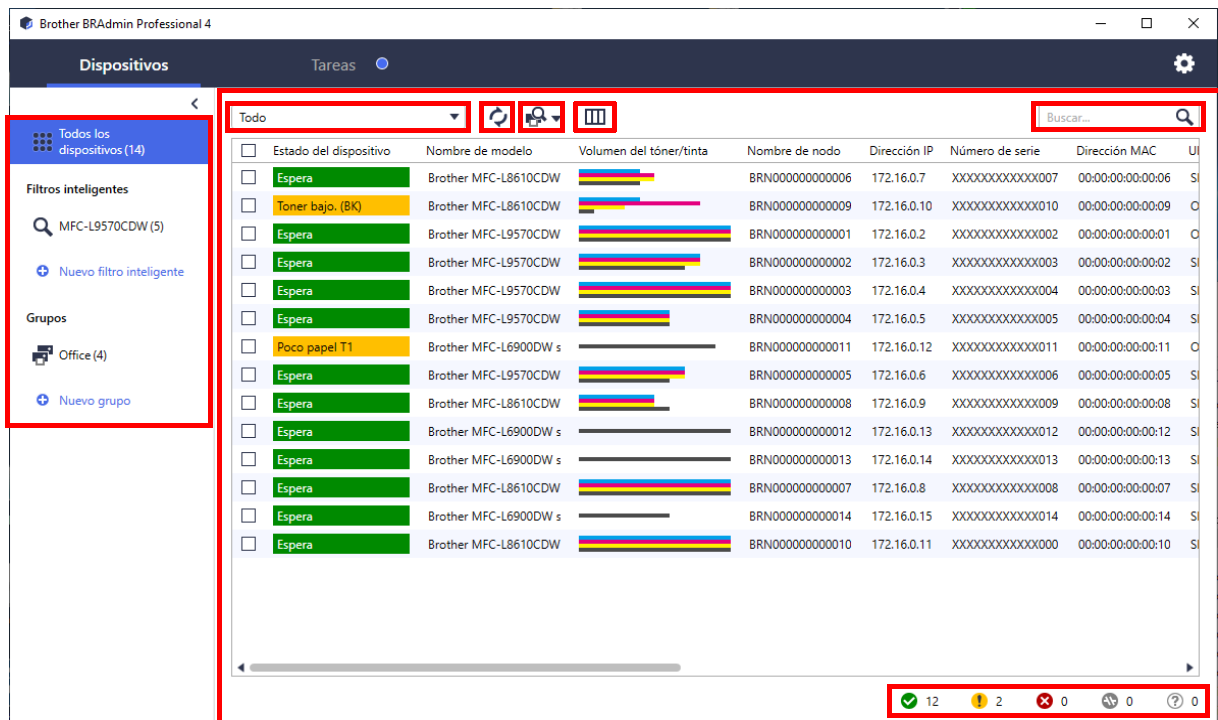 Brother BRAdmin Professional 4
Dispositivos Tareas
Todos los
dispositivos (14)
Filtros inteligentes
MFC-L9570CDW (5)
Nuevo filtro inteligente
Grupos
Office (4)
Nuevo grupo
Todo Buscar...
Estado del dispositivo Nombre de modelo Volumen del tóner/tinta Nombre de nodo Dirección IP Número de serie Dirección MAC
Espera Brother MFC-L8610CDW BRN000000000006 172.16.0.7 XXXXXXXXXXXX007 00:00:00:00:00:06
Toner bajo. (BK) Brother MFC-L8610CDW BRN000000000009 172.16.0.10 XXXXXXXXXXXX010 00:00:00:00:00:09
Espera Brother MFC-L9570CDW BRN000000000001 172.16.0.2 XXXXXXXXXXXX002 00:00:00:00:00:01
Espera Brother MFC-L9570CDW BRN000000000002 172.16.0.3 XXXXXXXXXXXX003 00:00:00:00:00:02
Espera Brother MFC-L9570CDW BRN000000000003 172.16.0.4 XXXXXXXXXXXX004 00:00:00:00:00:03
Espera Brother MFC-L9570CDW BRN000000000004 172.16.0.5 XXXXXXXXXXXX005 00:00:00:00:00:04
Poco papel T1 Brother MFC-L6900DW s BRN000000000011 172.16.0.12 XXXXXXXXXXXX011 00:00:00:00:00:11
Espera Brother MFC-L9570CDW BRN000000000005 172.16.0.6 XXXXXXXXXXXX006 00:00:00:00:00:05
Espera Brother MFC-L8610CDW BRN000000000008 172.16.0.9 XXXXXXXXXXXX009 00:00:00:00:00:08
Espera Brother MFC-L6900DW s BRN000000000012 172.16.0.13 XXXXXXXXXXXX012 00:00:00:00:00:12
Espera Brother MFC-L6900DW s BRN000000000013 172.16.0.14 XXXXXXXXXXXX013 00:00:00:00:00:13
Espera Brother MFC-L8610CDW BRN000000000007 172.16.0.8 XXXXXXXXXXXX008 00:00:00:00:00:07
Espera Brother MFC-L6900DW s BRN000000000014 172.16.0.15 XXXXXXXXXXXX014 00:00:00:00:00:14
Espera Brother MFC-L8610CDW BRN000000000010 172.16.0.11 XXXXXXXXXXXX000 00:00:00:00:00:10
12 2 0 0 0